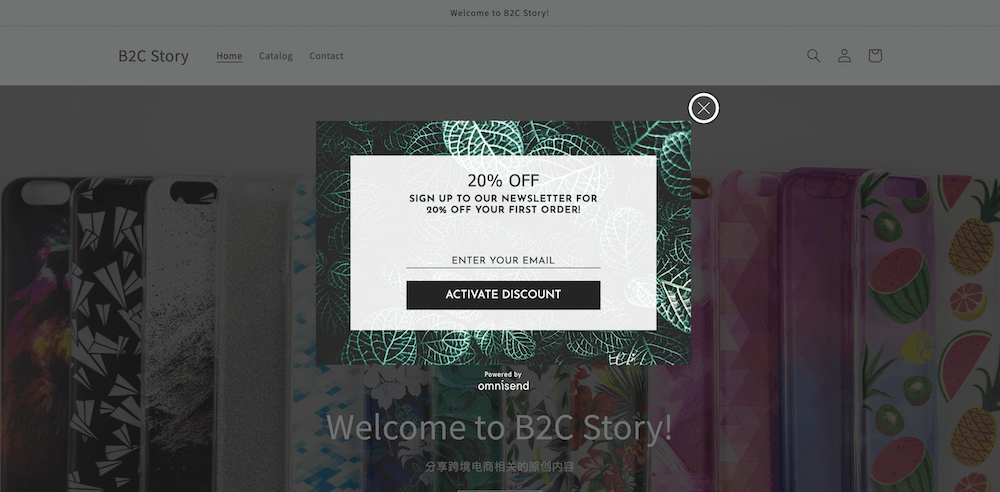 Welcome to B2C Story!
B2C Story Home Catalog Contact
20% OFF
SIGN UP TO OUR NEWSLETTER FOR
20% OFF YOUR FIRST ORDER!
ENTER YOUR EMAIL
ACTIVATE DISCOUNT
Powered by
omnisend
Welcome to B2C Story!
分享跨境电商相关的原创内容